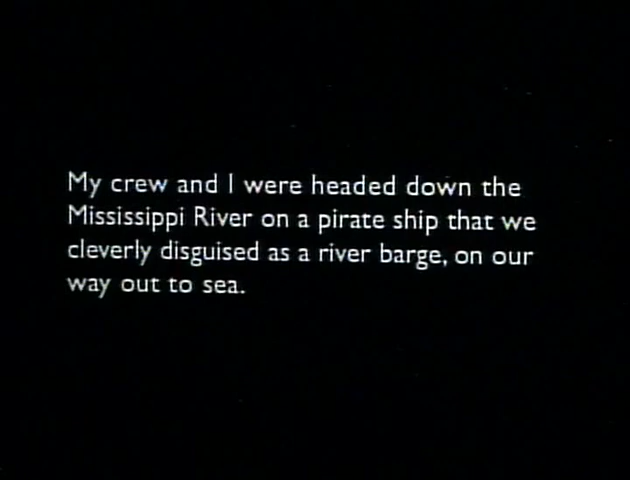 My crew and I were headed down the
Mississippi River on a pirate ship that we
cleverly disguised as a river barge, on our
way out to sea.